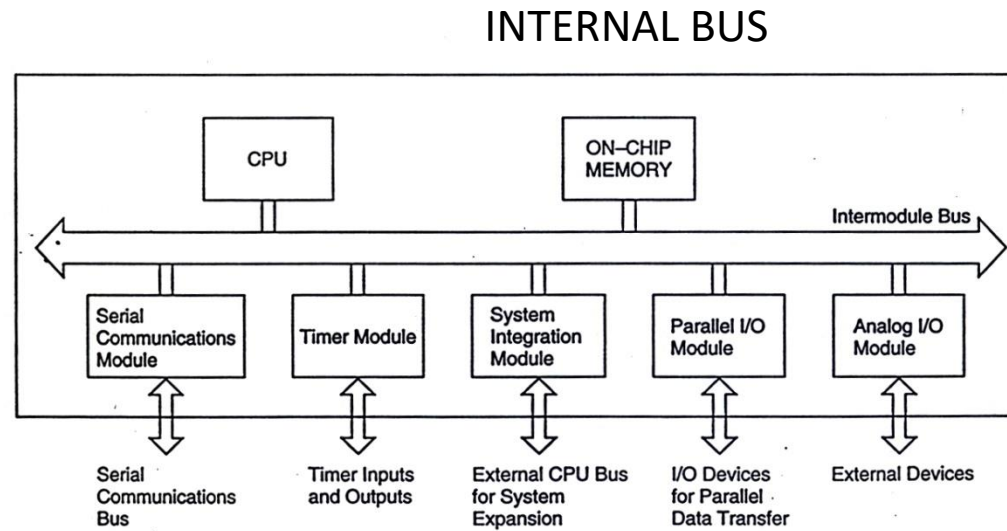 INTERNAL BUS
CPU
ON–CHIP
MEMORY
Intermodule Bus
Serial
Communications
Module
Timer Module
System
Integration
Module
Parallel I/O
Module
Analog I/O
Module
Serial
Communications
Bus
Timer Inputs
and Outputs
External CPU Bus
for System
Expansion
I/O Devices
for Parallel
Data Transfer
External Devices